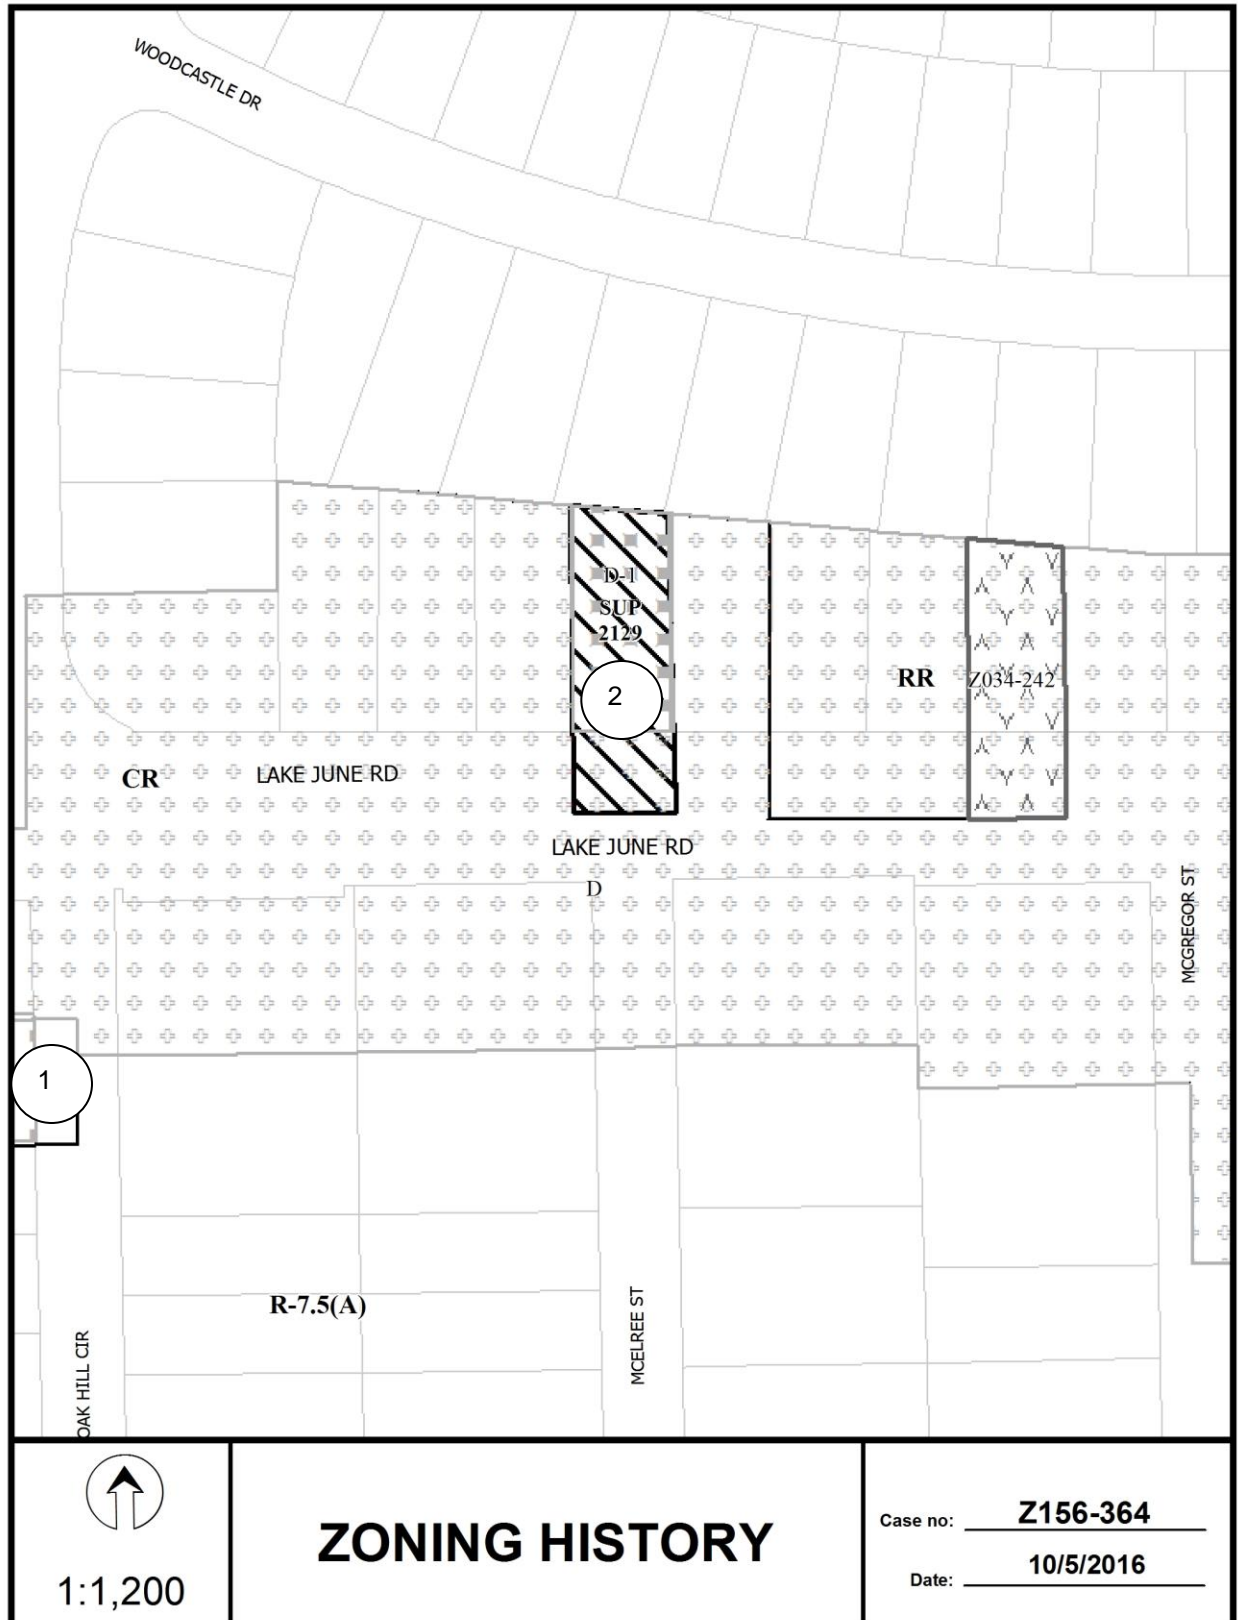 WOODCASTLE DR
D-1
SUP
2129
2
RR
Z034-242
CR
LAKE JUNE RD
LAKE JUNE RD
D
MCGREGOR ST
1
R-7.5(A)
MCELREE ST
OAK HILL CIR
1:1,200
ZONING HISTORY
Case no: Z156-364
Date: 10/5/2016